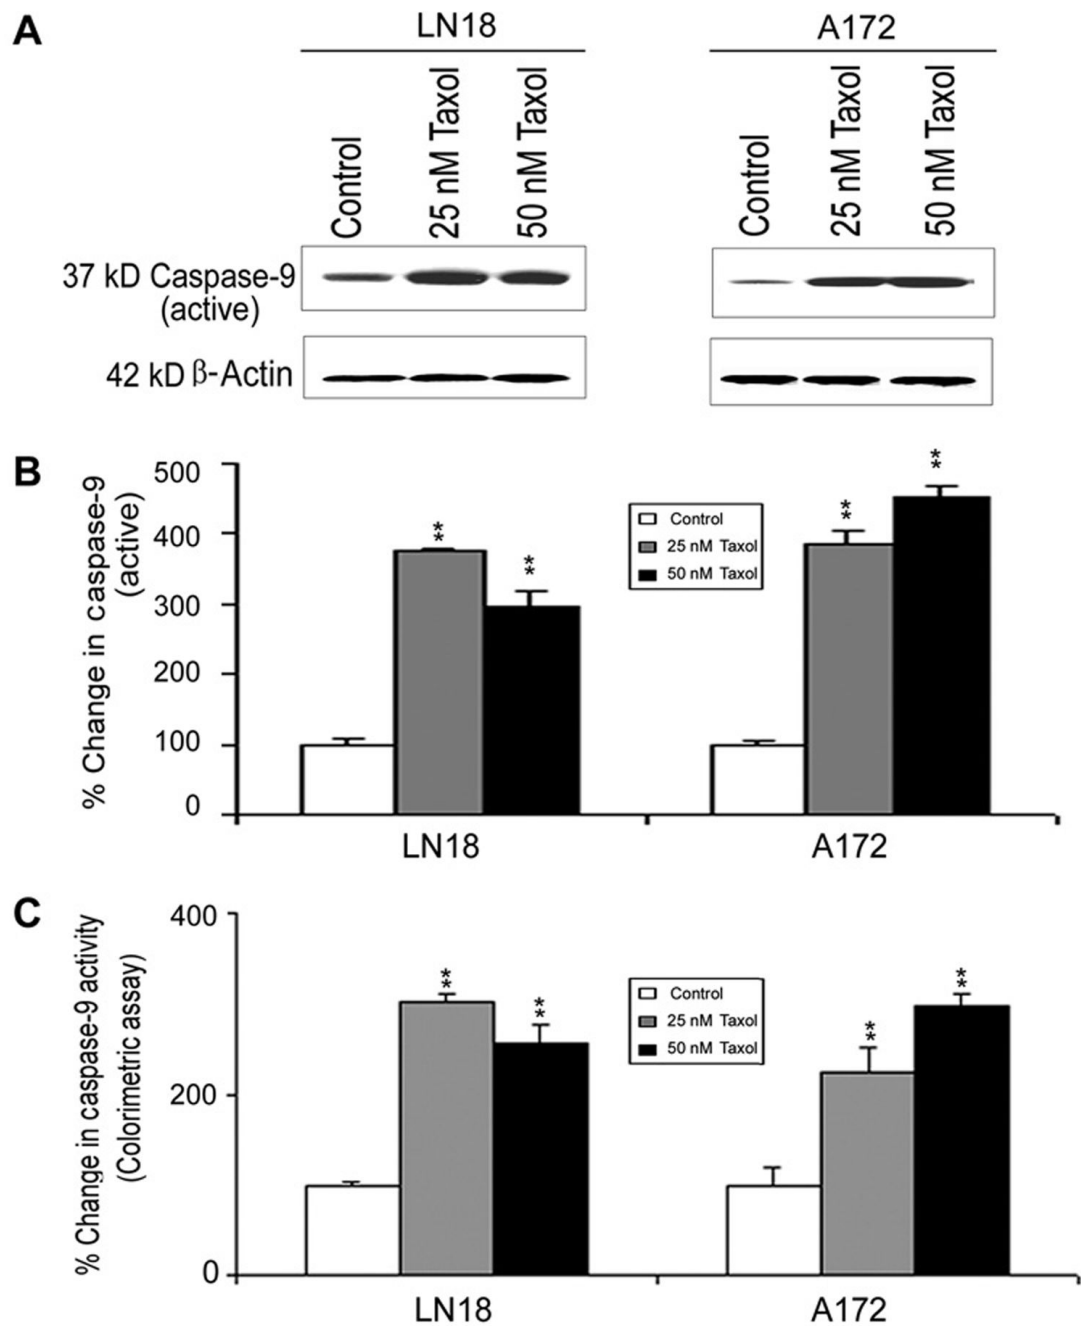 A
LN18
A172
Control
25 nM Taxol
50 nM Taxol
Control
25 nM Taxol
50 nM Taxol
37 kD Caspase-9
(active)
42 kD β-Actin
B
% Change in caspase-9
(active)
500
400
300
200
100
0
**
**
**
**
Control
25 nM Taxol
50 nM Taxol
LN18
A172
C
% Change in caspase-9 activity
(Colorimetric assay)
400
200
0
**
**
**
**
Control
25 nM Taxol
50 nM Taxol
LN18
A172